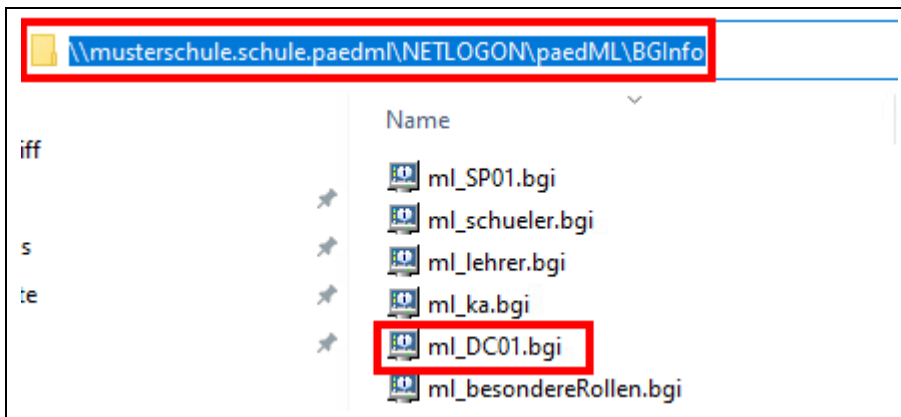 \\musterschule.schule.paedml\NETLOGON\paedML\BGInfo
Name
iff
ml_SP01.bgi
ml_schueler.bgi
s
ml_lehrer.bgi
te
ml_ka.bgi
ml_DC01.bgi
ml_besondereRollen.bgi